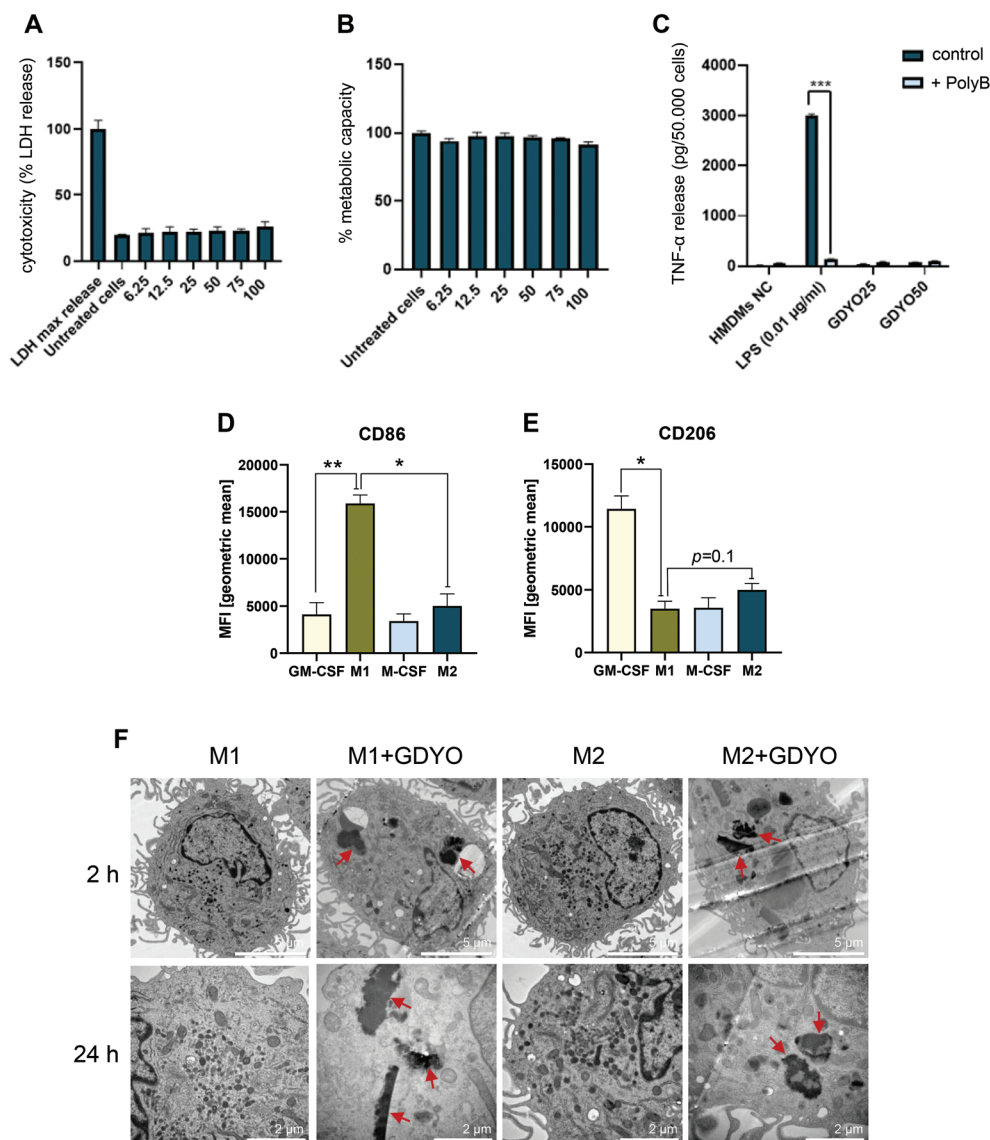 A
cytotoxicity (% LDH release)
150
100
50
0
LDH max release
Untreated cells
6.25
12.5
25
50
75
100
B
% metabolic capacity
150
100
50
0
Untreated cells
6.25
12.5
25
50
75
100
C
TNF-α release (pg/50.000 cells)
4000
3000
2000
1000
0
***
control
+ PolyB
HMDMs NC
LPS (0.01 µg/ml)
GDYO25
GDYO50
D
CD86
MFI [geometric mean]
20000
15000
10000
5000
0
**
*
GM-CSF
M1
M-CSF
M2
E
CD206
MFI [geometric mean]
15000
10000
5000
0
*
p=0.1
GM-CSF
M1
M-CSF
M2
F
M1
M1+GDYO
M2
M2+GDYO
2 h
5 µm
5 µm
5 µm
5 µm
24 h
2 µm
2 µm
2 µm
2 µm